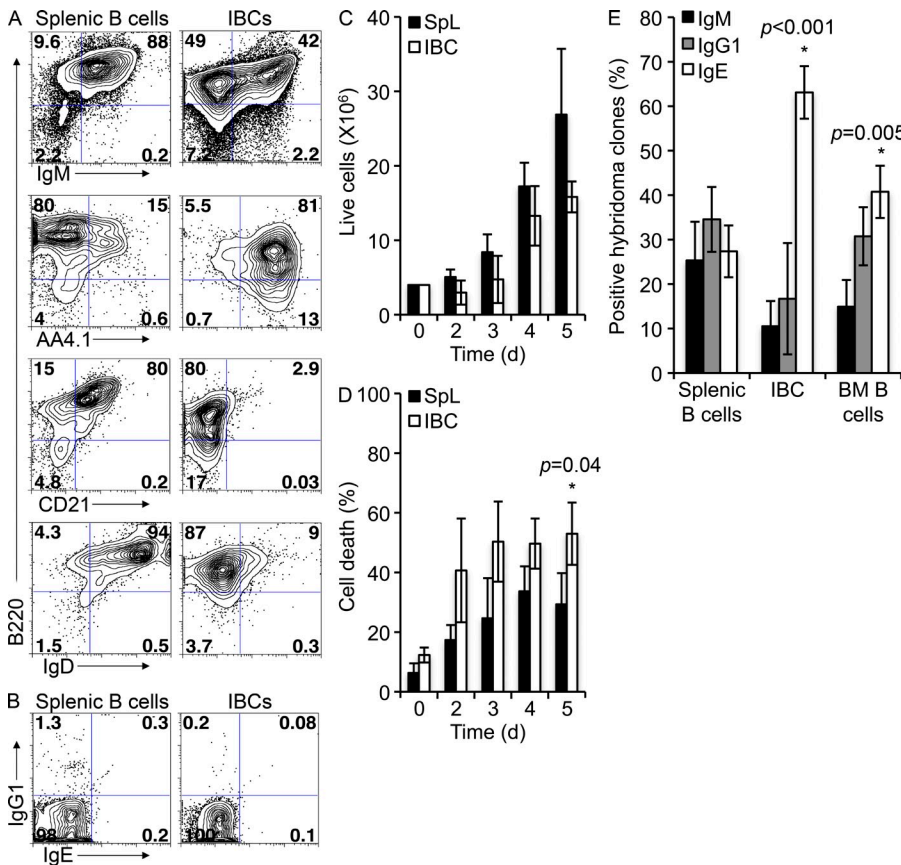 A Splenic B cells IBCs
9.6 88 49 42
2.2 0.2 7.2 2.2
IgM
80 15 5.5 81
4 0.6 0.7 13
AA4.1
15 80 80 2.9
4.8 0.2 17 0.03
CD21
4.3 94 87 9
1.5 0.5 3.7 0.3
IgD
B220
B Splenic B cells IBCs
1.3 0.3 0.2 0.08
98 0.2 100 0.1
IgG1
IgE
C
SpL
IBC
Live cells (X10⁶)
40
30
20
10
0
0 2 3 4 5
Time (d)
D
SpL
IBC
Cell death (%)
100
80
60
40
20
0
p=0.04
*
0 2 3 4 5
Time (d)
E
IgM
IgG1
IgE
Positive hybridoma clones (%)
80
70
60
50
40
30
20
10
0
p<0.001
*
p=0.005
*
Splenic B cells
IBC
BM B cells